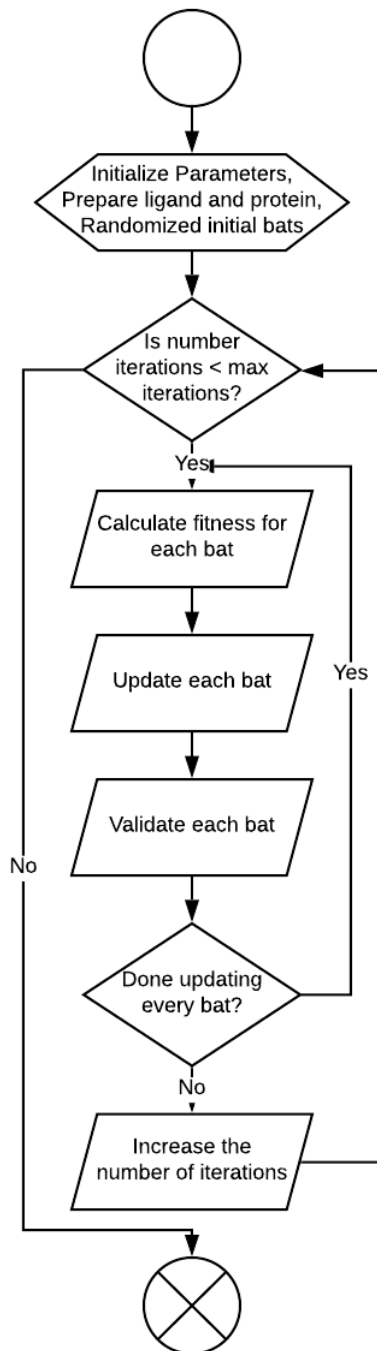 Initialize Parameters,
Prepare ligand and protein,
Randomized initial bats
Is number
iterations < max
iterations?
Yes
Calculate fitness for
each bat
Update each bat
Yes
Validate each bat
No
Done updating
every bat?
No
Increase the
number of iterations